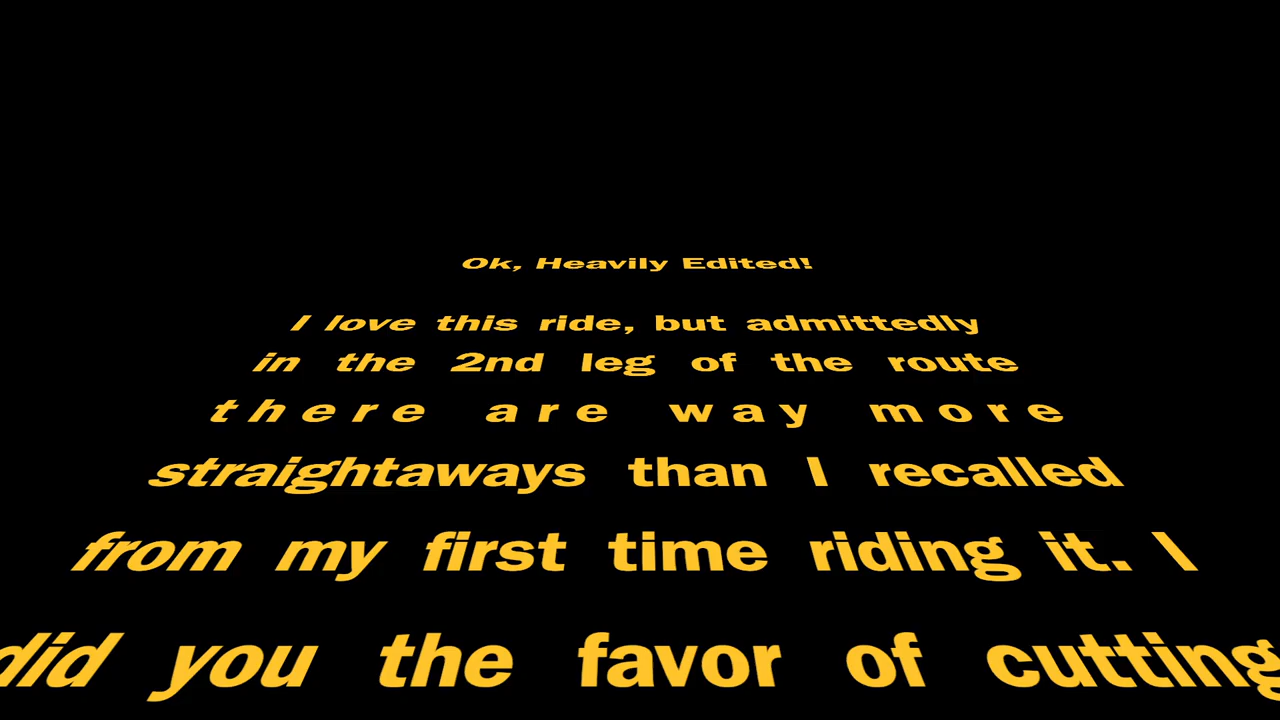 Ok, Heavily Edited!
I love this ride, but admittedly
in the 2nd leg of the route
there are way more
straightaways than I recalled
from my first time riding it. I
did you the favor of cutting